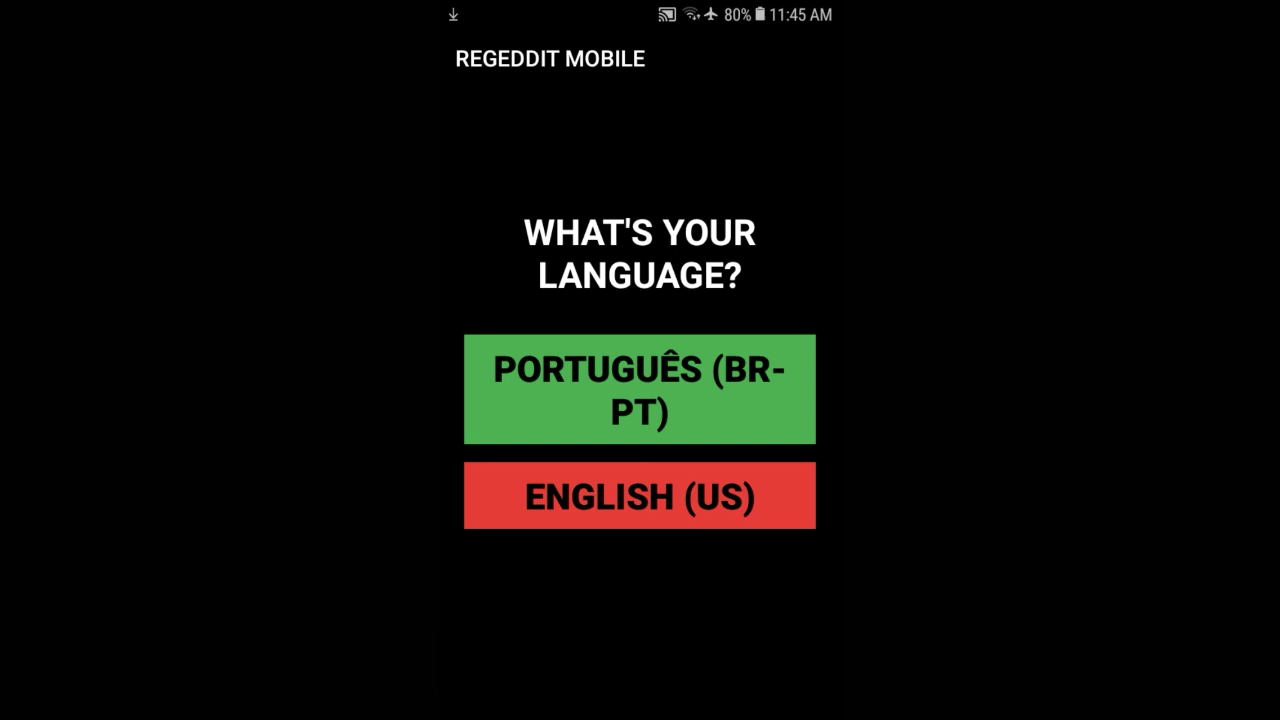 80% 11:45 AM
REGEDDIT MOBILE
WHAT'S YOUR
LANGUAGE?
PORTUGUÊS (BR-
PT)
ENGLISH (US)